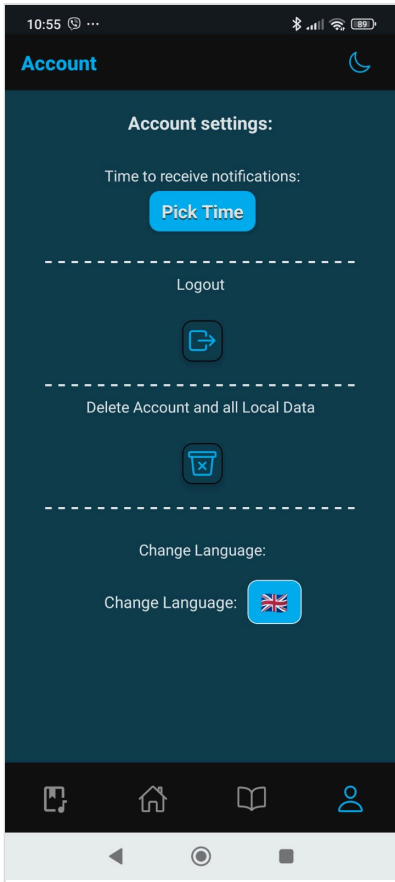 10:55
89
Account
Account settings:
Time to receive notifications:
Pick Time
Logout
Delete Account and all Local Data
Change Language:
Change Language: